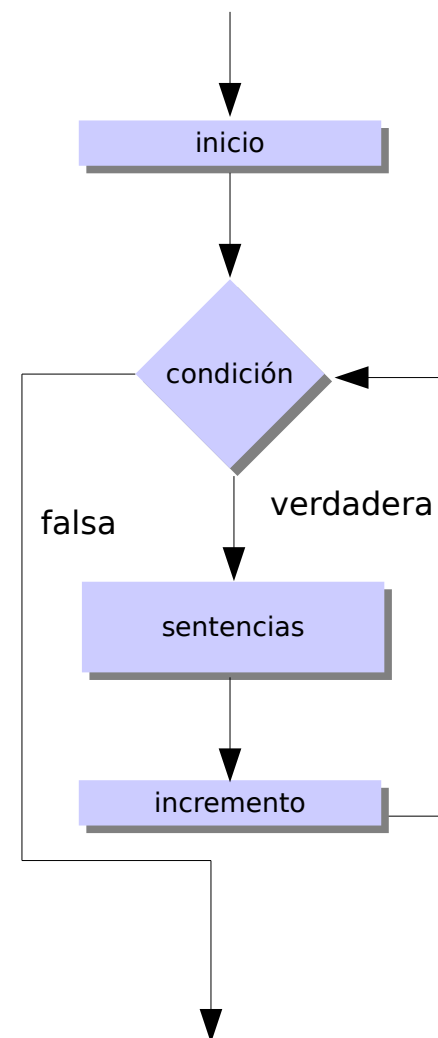 inicio
condición
falsa
verdadera
sentencias
incremento